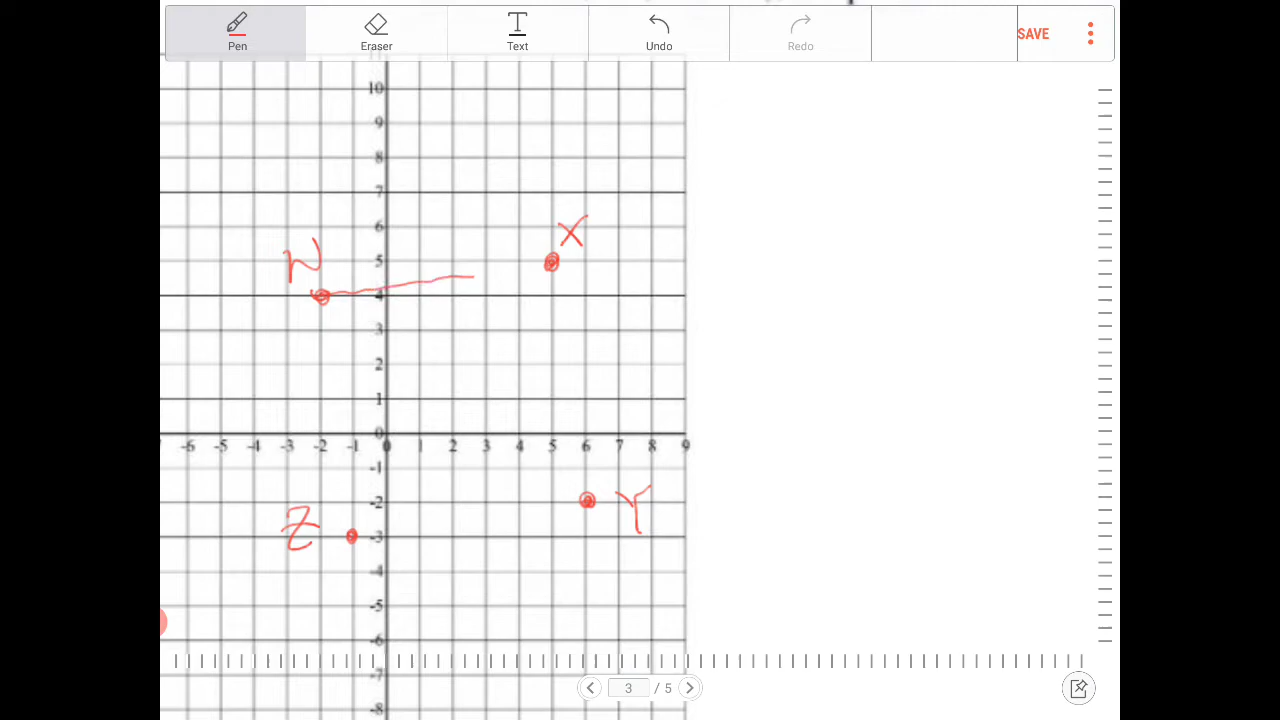 Pen Eraser Text Undo Redo SAVE
10
9
8
7
6
X
N
5
4
3
2
1
0
-6 -5 -4 -3 -2 -1 0 1 2 3 4 5 6 7 8 9
-1
-2
Y
Z
-3
-4
-5
-6
-7
-8
3 / 5